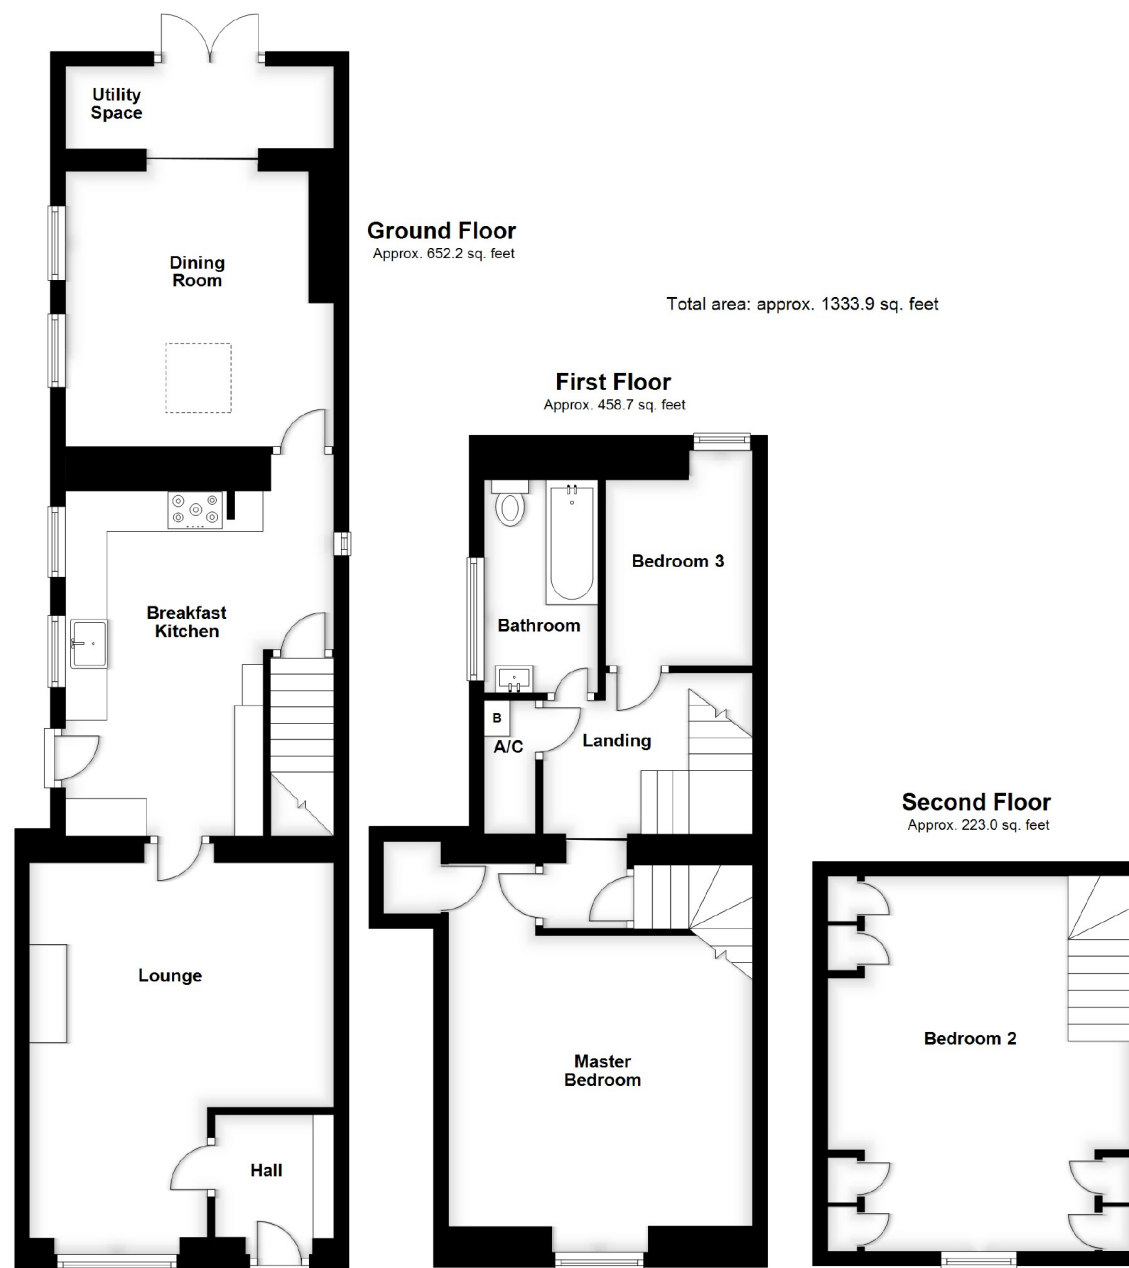 Utility
Space
Ground Floor
Approx. 652.2 sq. feet
Dining
Room
Total area: approx. 1333.9 sq. feet
First Floor
Approx. 458.7 sq. feet
Bedroom 3
Breakfast
Kitchen
Bathroom
B
A/C
Landing
Second Floor
Approx. 223.0 sq. feet
Lounge
Bedroom 2
Master
Bedroom
Hall